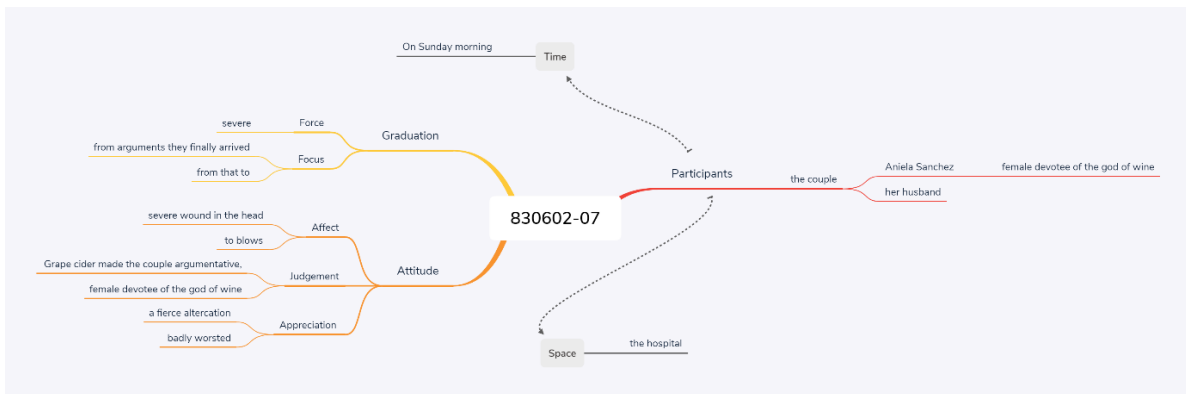 On Sunday morning
Time
severe
Force
Graduation
from arguments they finally arrived
Focus
from that to
Participants
the couple
Aniela Sanchez
female devotee of the god of wine
her husband
830602-07
severe wound in the head
Affect
to blows
Attitude
Grape cider made the couple argumentative,
Judgement
female devotee of the god of wine
a fierce altercation
Appreciation
badly worsted
Space
the hospital